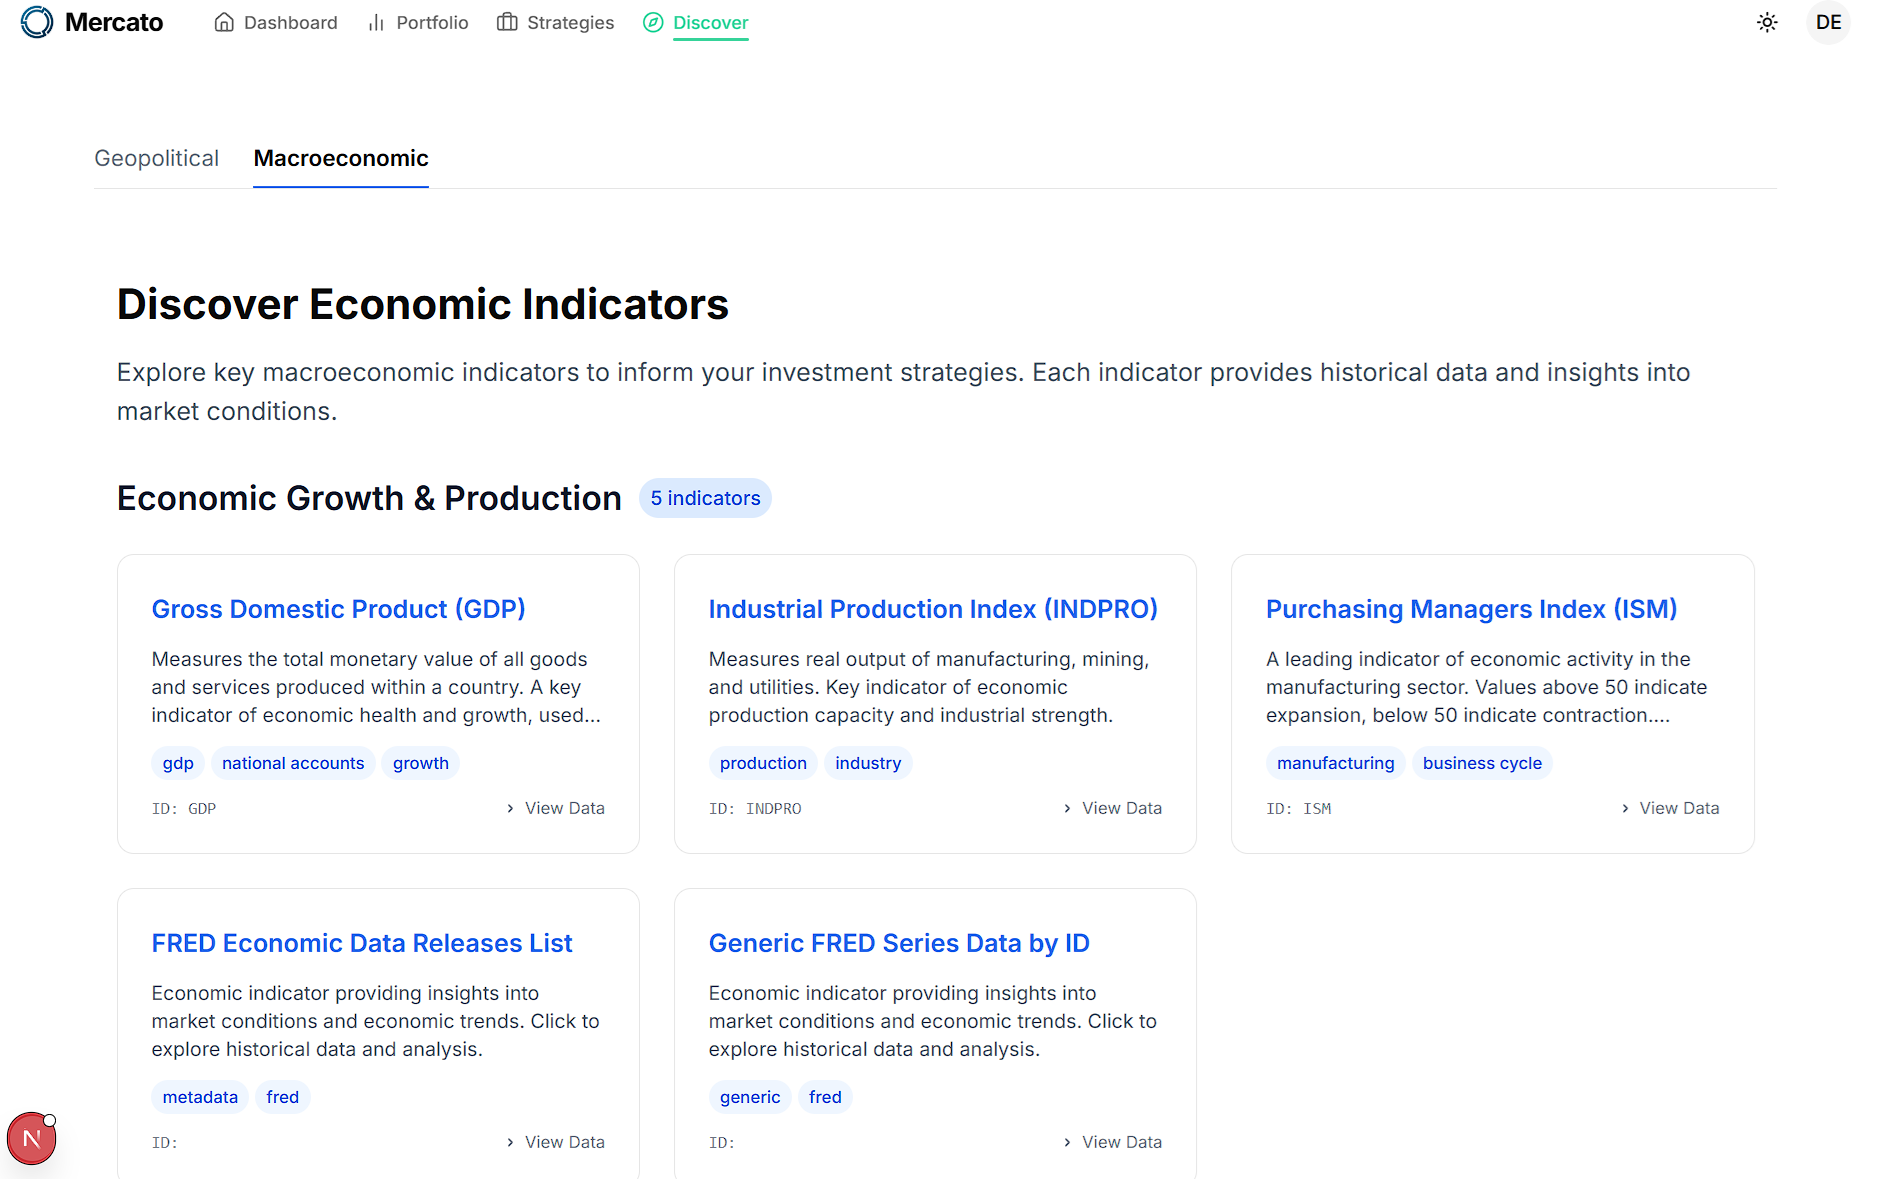 Mercato
Dashboard
Portfolio
Strategies
Discover
DE
Geopolitical
Macroeconomic
Discover Economic Indicators
Explore key macroeconomic indicators to inform your investment strategies. Each indicator provides historical data and insights into
market conditions.
Economic Growth & Production
5 indicators
Gross Domestic Product (GDP)
Measures the total monetary value of all goods
and services produced within a country. A key
indicator of economic health and growth, used...
gdp
national accounts
growth
ID: GDP
View Data
Industrial Production Index (INDPRO)
Measures real output of manufacturing, mining,
and utilities. Key indicator of economic
production capacity and industrial strength.
production
industry
ID: INDPRO
View Data
Purchasing Managers Index (ISM)
A leading indicator of economic activity in the
manufacturing sector. Values above 50 indicate
expansion, below 50 indicate contraction....
manufacturing
business cycle
ID: ISM
View Data
FRED Economic Data Releases List
Economic indicator providing insights into
market conditions and economic trends. Click to
explore historical data and analysis.
metadata
fred
ID:
View Data
Generic FRED Series Data by ID
Economic indicator providing insights into
market conditions and economic trends. Click to
explore historical data and analysis.
generic
fred
ID:
View Data
N